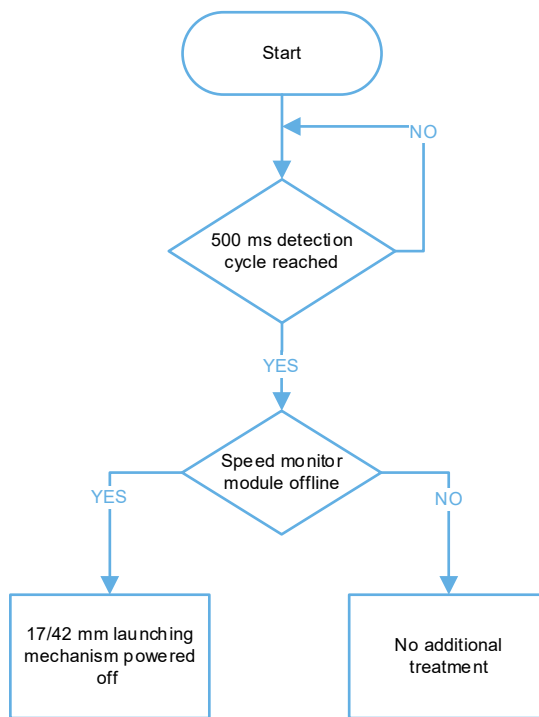 Start
NO
500 ms detection
cycle reached
YES
Speed monitor
module offline
YES
NO
17/42 mm launching
mechanism powered
off
No additional
treatment